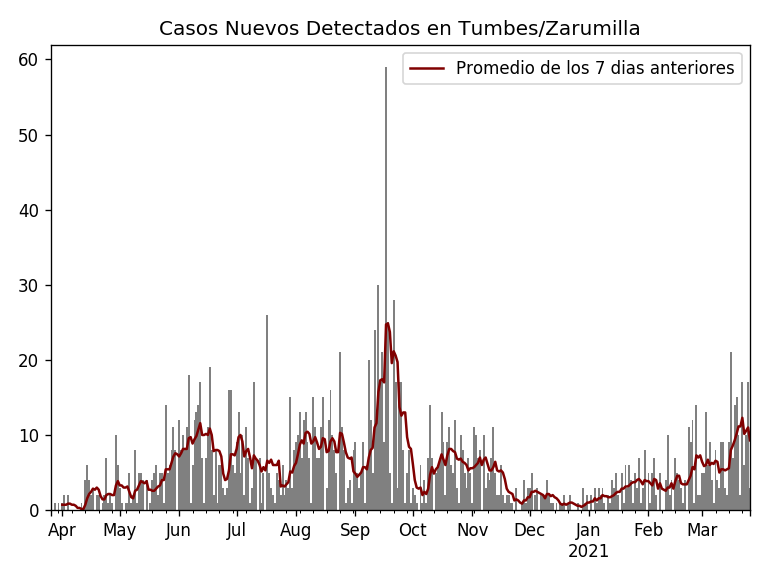 Casos Nuevos Detectados en Tumbes/Zarumilla
Promedio de los 7 dias anteriores
60
50
40
30
20
10
0
Apr May Jun Jul Aug Sep Oct Nov Dec Jan Feb Mar
2021